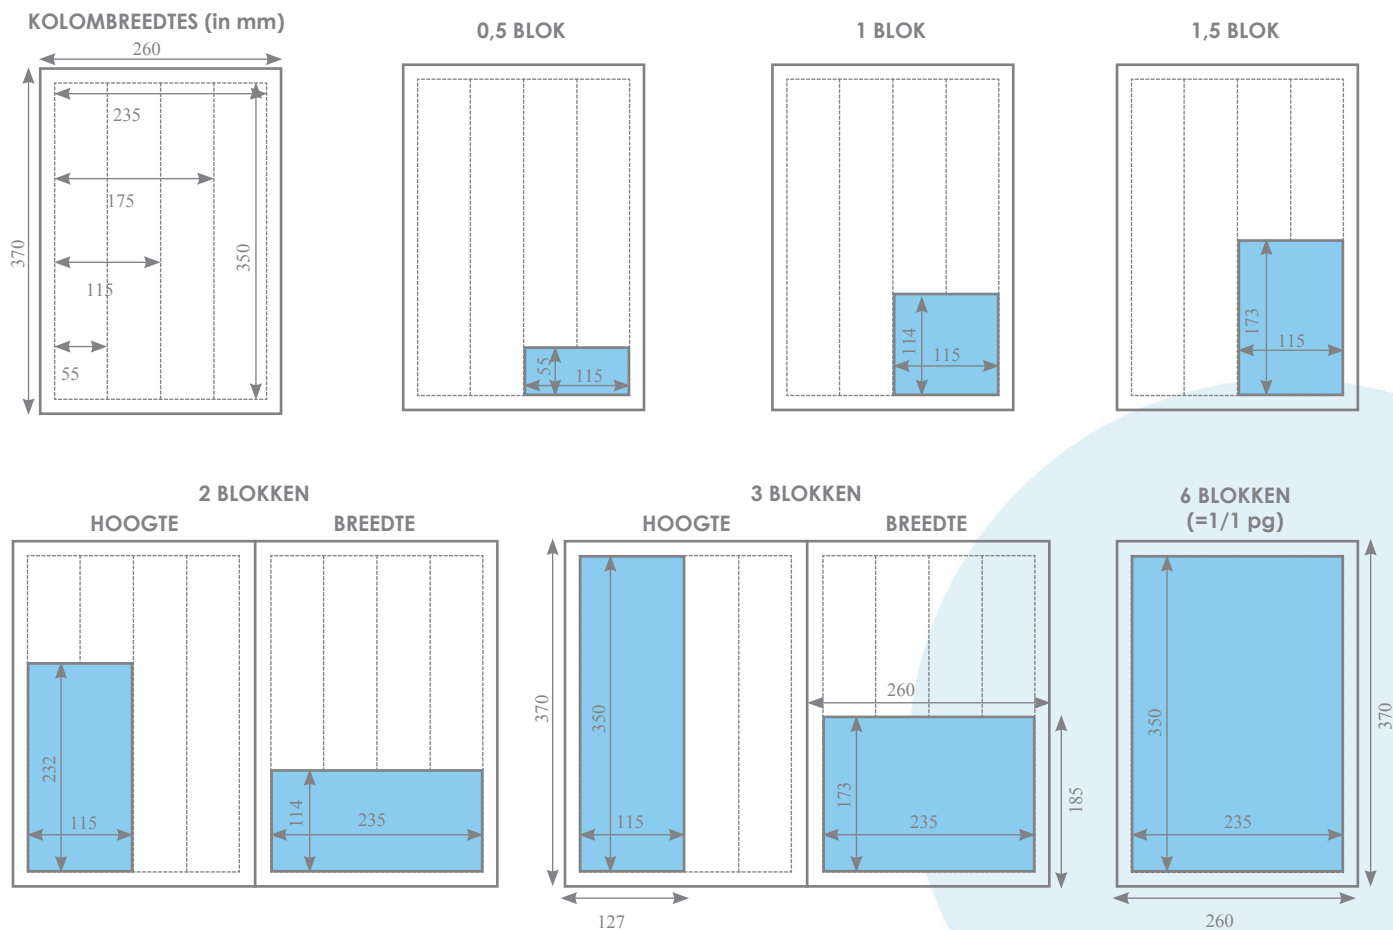 KOLOMBREEDTES (in mm)
260
235
175
115
55
370
350
0,5 BLOK
55
115
1 BLOK
114
115
1,5 BLOK
173
115
2 BLOKKEN
HOOGTE
BREEDTE
232
115
114
235
3 BLOKKEN
HOOGTE
BREEDTE
370
350
115
127
260
173
235
185
6 BLOKKEN
(=1/1 pg)
350
235
370
260